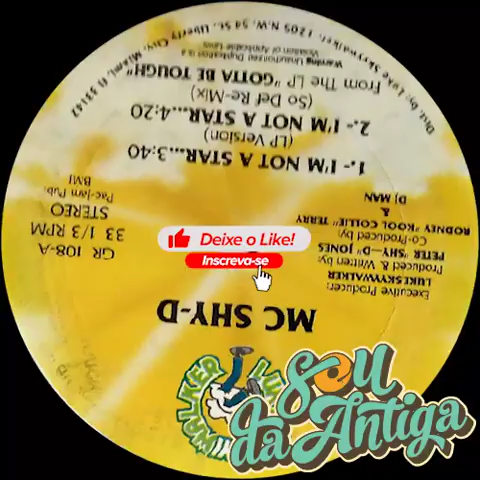 LUKE SKYWALKER
MC SHY-D
Executive Producer:
LUKE SKYWALKER
Produced & Written by:
PETER "SHY—D" JONES
Co-Produced by:
RODNEY "KOOL COLLIE" TERRY
&
DJ MAN
GR 108-A
33 1/3 RPM
STEREO
Pac-Jam Pub.
BMI
1.- I'M NOT A STAR....3:40
(LP Version)
2.- I'M NOT A STAR....4:20
(So Def Re-Mix)
From The LP "GOTTA BE TOUGH"
Warning Unauthorized Duplication is a
Violation of Applicable Laws
Dist. by: Luke Skywalker, 1205 N.W. 54 St. Liberty City, Miami, Fl 33142
Deixe o Like!
Inscreva-se
Sou
da Antiga